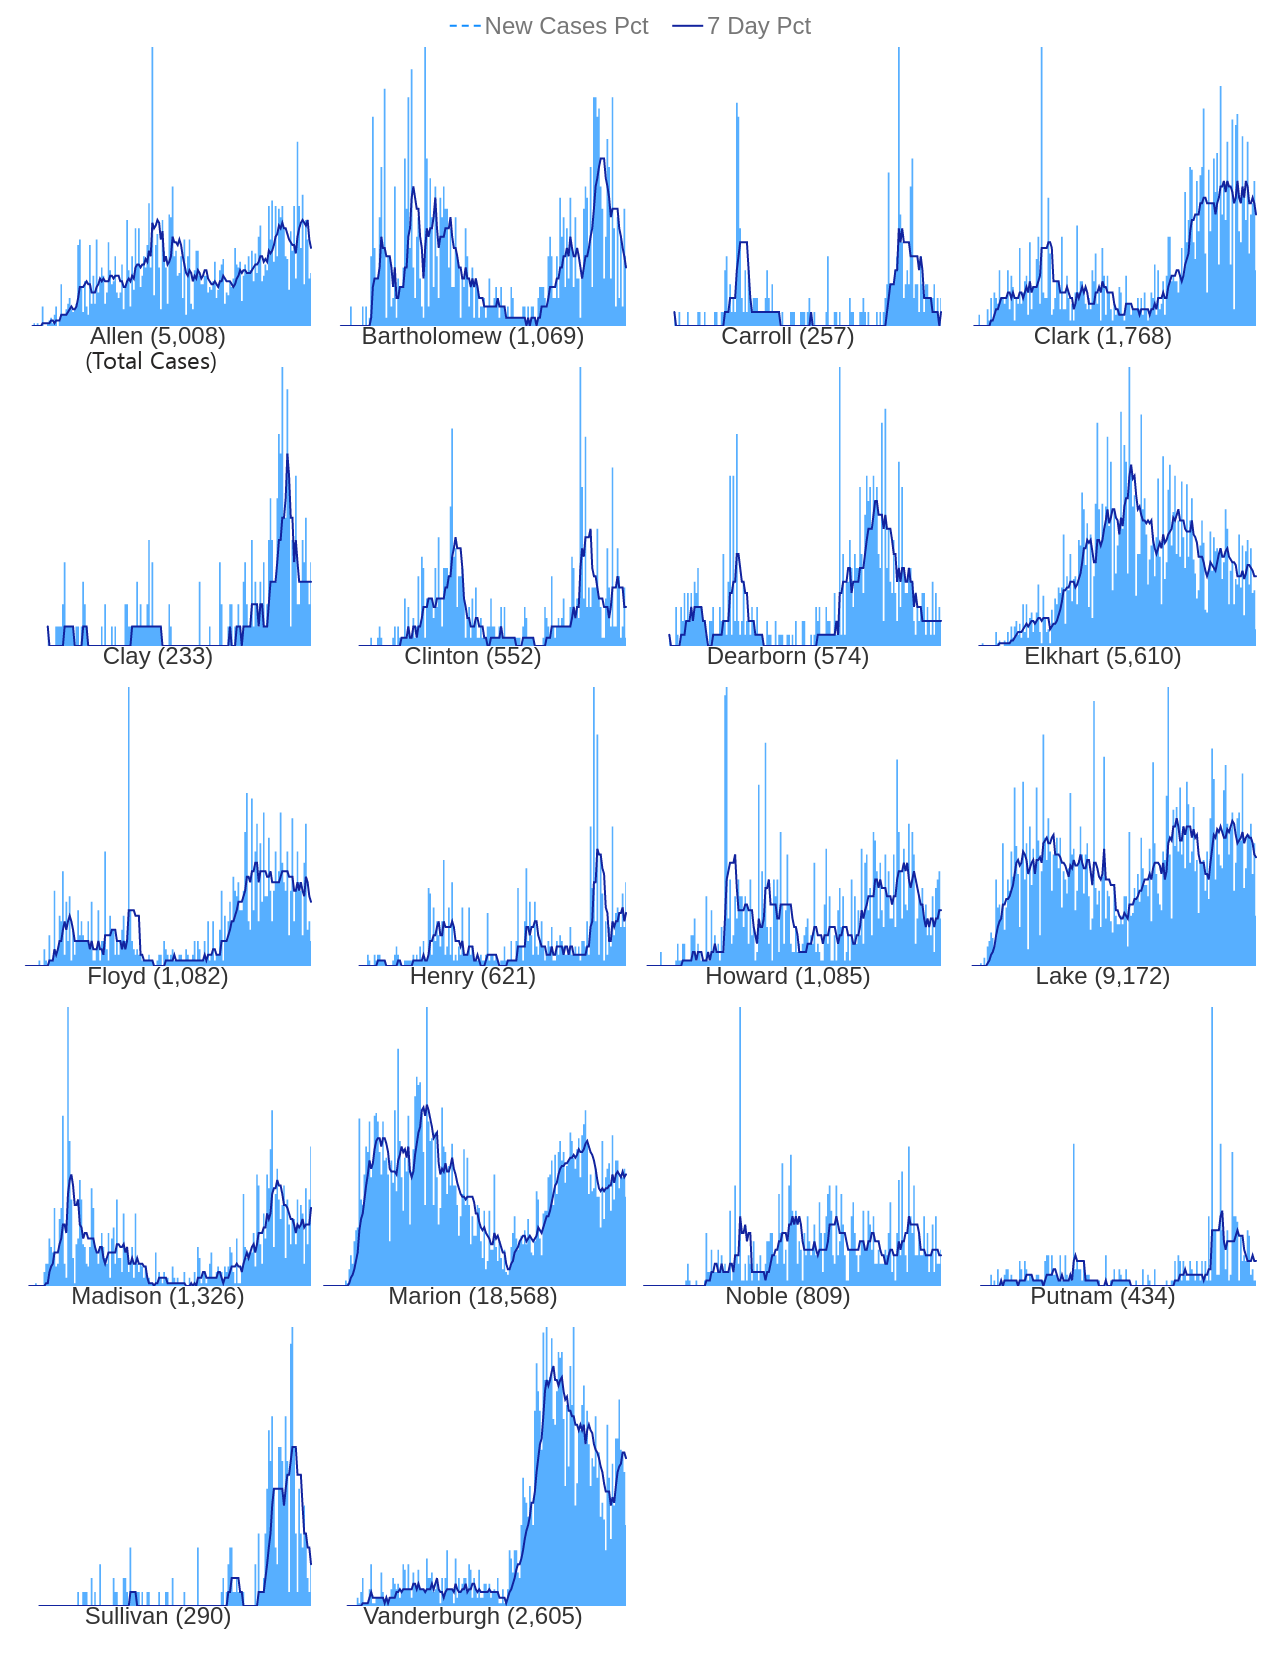 New Cases Pct 7 Day Pct
Allen (5,008) Bartholomew (1,069) Carroll (257) Clark (1,768)
(Total Cases)
Clay (233) Clinton (552) Dearborn (574) Elkhart (5,610)
Floyd (1,082) Henry (621) Howard (1,085) Lake (9,172)
Madison (1,326) Marion (18,568) Noble (809) Putnam (434)
Sullivan (290) Vanderburgh (2,605)